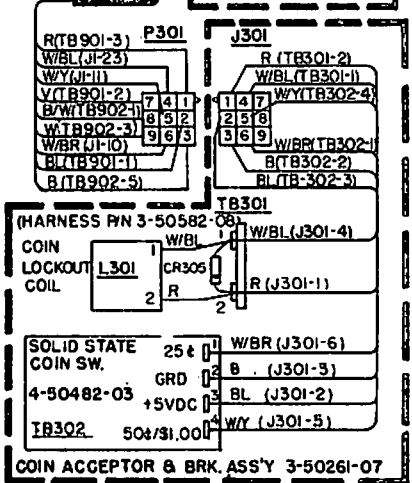 P301
J301
R(TB901-3)
W/BL(J1-23)
W/Y(J1-11)
V(TB901-2)
B/W(TB902-1)
W(TB902-3)
W/BR(J1-10)
BL(TB901-1)
B(TB902-5)
7 4 1
8 5 2
9 6 3
R (TB301-2)
W/BL(TB301-1)
W/Y(TB302-4)
1 4 7
2 5 8
3 6 9
W/BR(TB302-1)
B(TB302-2)
BL(TB-302-3)
TB301
(HARNESS P/N 3-50582-08)
COIN
LOCKOUT
COIL
L301
1
W/BL
CR305
2
R
1
W/BL(J301-4)
R (J301-1)
2
SOLID STATE
COIN SW.
4-50482-03
TB302
25¢ 1 W/BR (J301-6)
GRD 2 B (J301-3)
+5VDC 3 BL (J301-2)
50¢/$1.00 4 W/Y (J301-5)
COIN ACCEPTOR & BRK. ASS'Y 3-50261-07